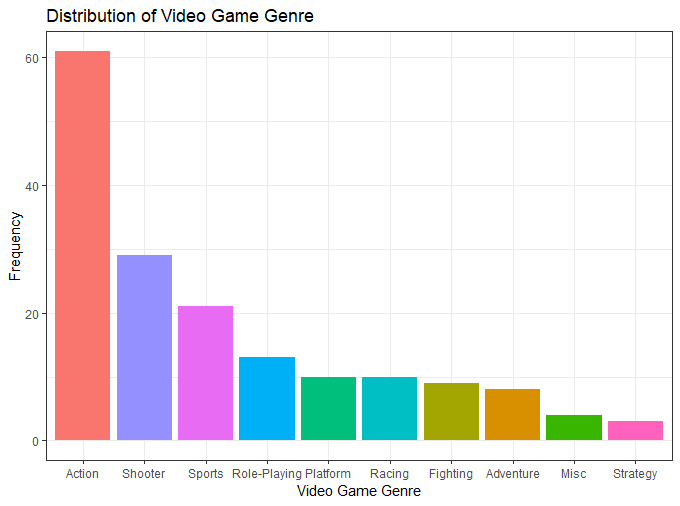 Distribution of Video Game Genre
Frequency
60
40
20
0
Action Shooter Sports Role-Playing Platform Racing Fighting Adventure Misc Strategy
Video Game Genre